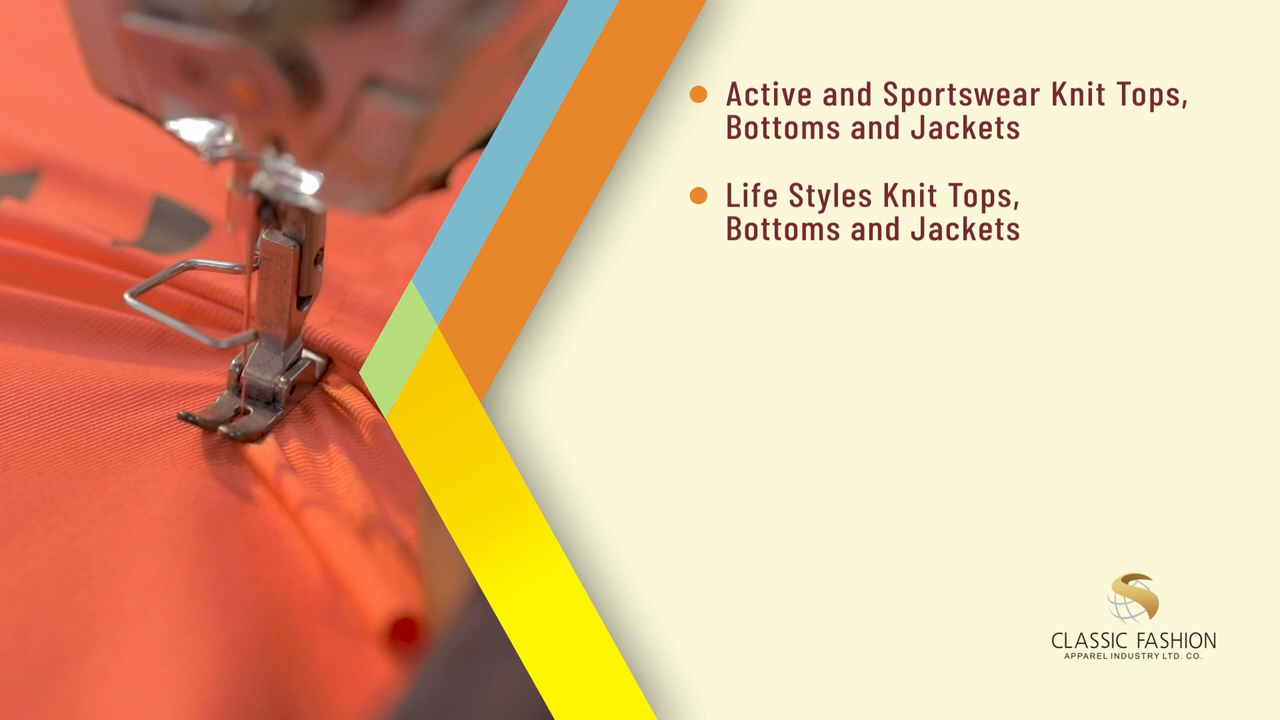 Active and Sportswear Knit Tops,
Bottoms and Jackets
Life Styles Knit Tops,
Bottoms and Jackets
CLASSIC FASHION
APPAREL INDUSTRY LTD. CO.